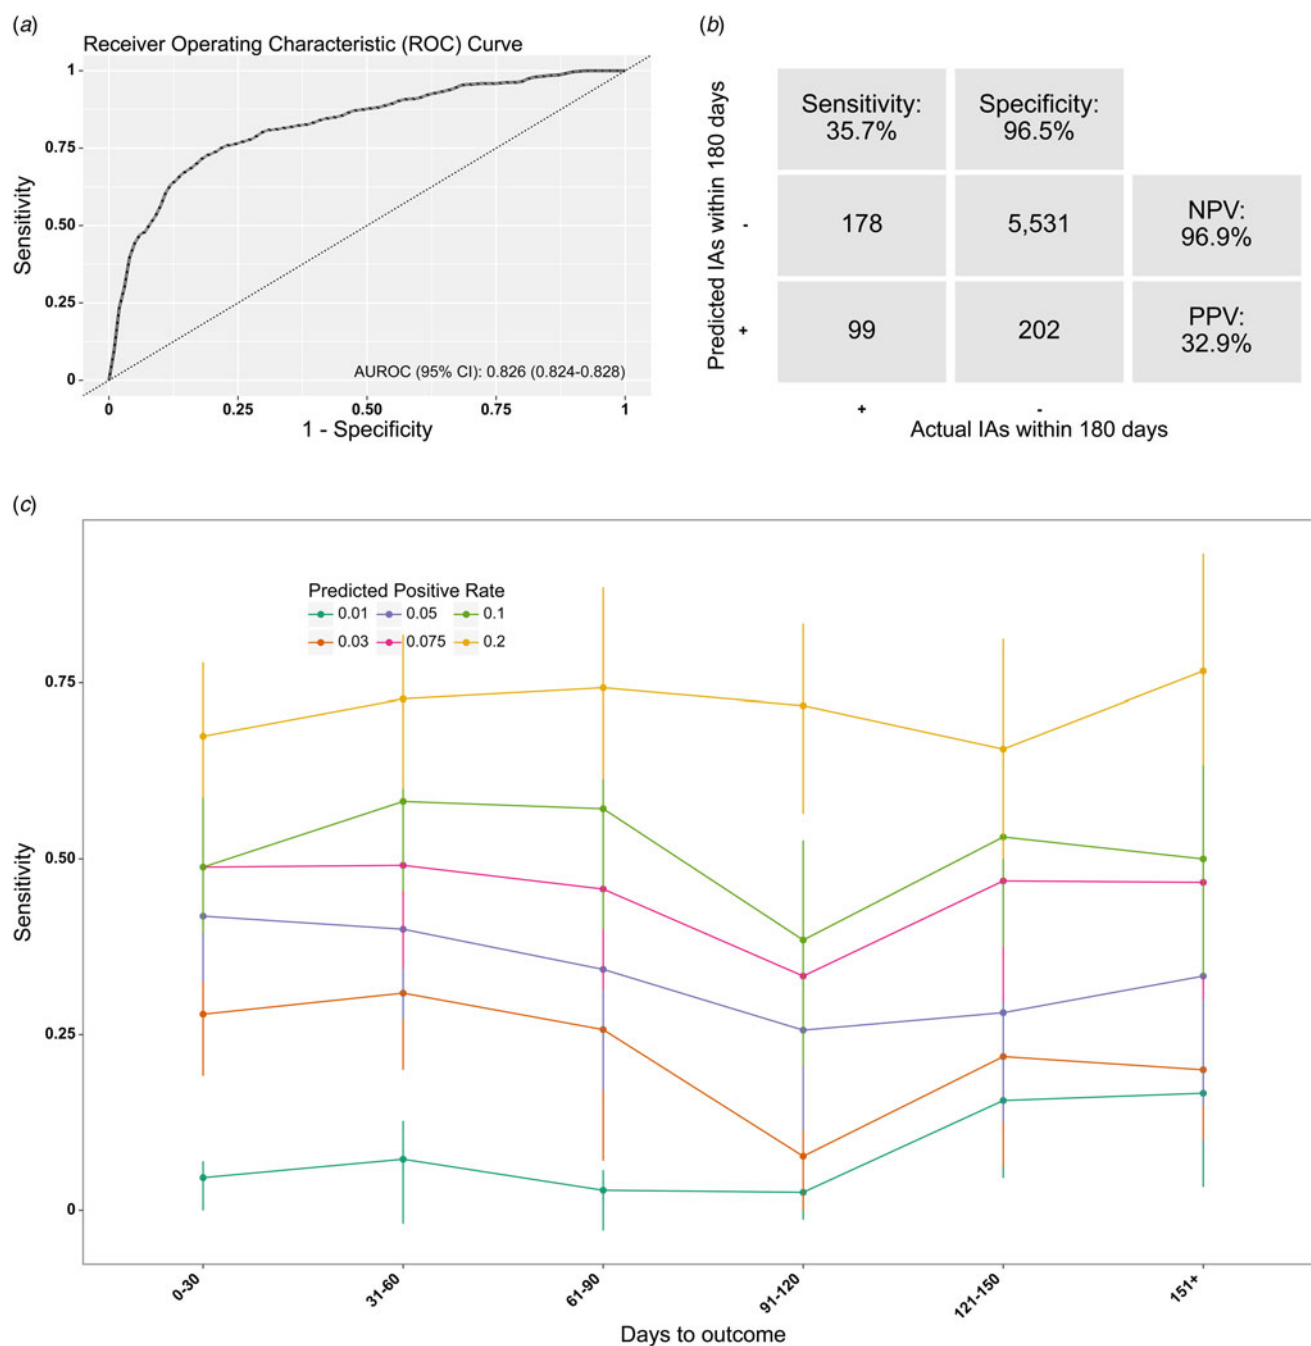 (a)
Receiver Operating Characteristic (ROC) Curve
1
0.75
0.50
0.25
0
Sensitivity
AUROC (95% CI): 0.826 (0.824-0.828)
0
0.25
0.50
0.75
1
1 - Specificity
(b)
Predicted IAs within 180 days
Sensitivity:
35.7%
Specificity:
96.5%
-
178
5,531
NPV:
96.9%
+
99
202
PPV:
32.9%
+
-
Actual IAs within 180 days
(c)
Predicted Positive Rate
0.01
0.05
0.1
0.03
0.075
0.2
0.75
0.50
0.25
0
Sensitivity
0-30
31-60
61-90
91-120
121-150
151+
Days to outcome